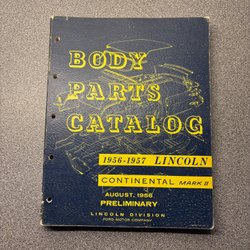 BODY
PARTS
CATALOG
1956-1957 LINCOLN
CONTINENTAL MARK II
AUGUST, 1956
PRELIMINARY
LINCOLN DIVISION
FORD MOTOR COMPANY